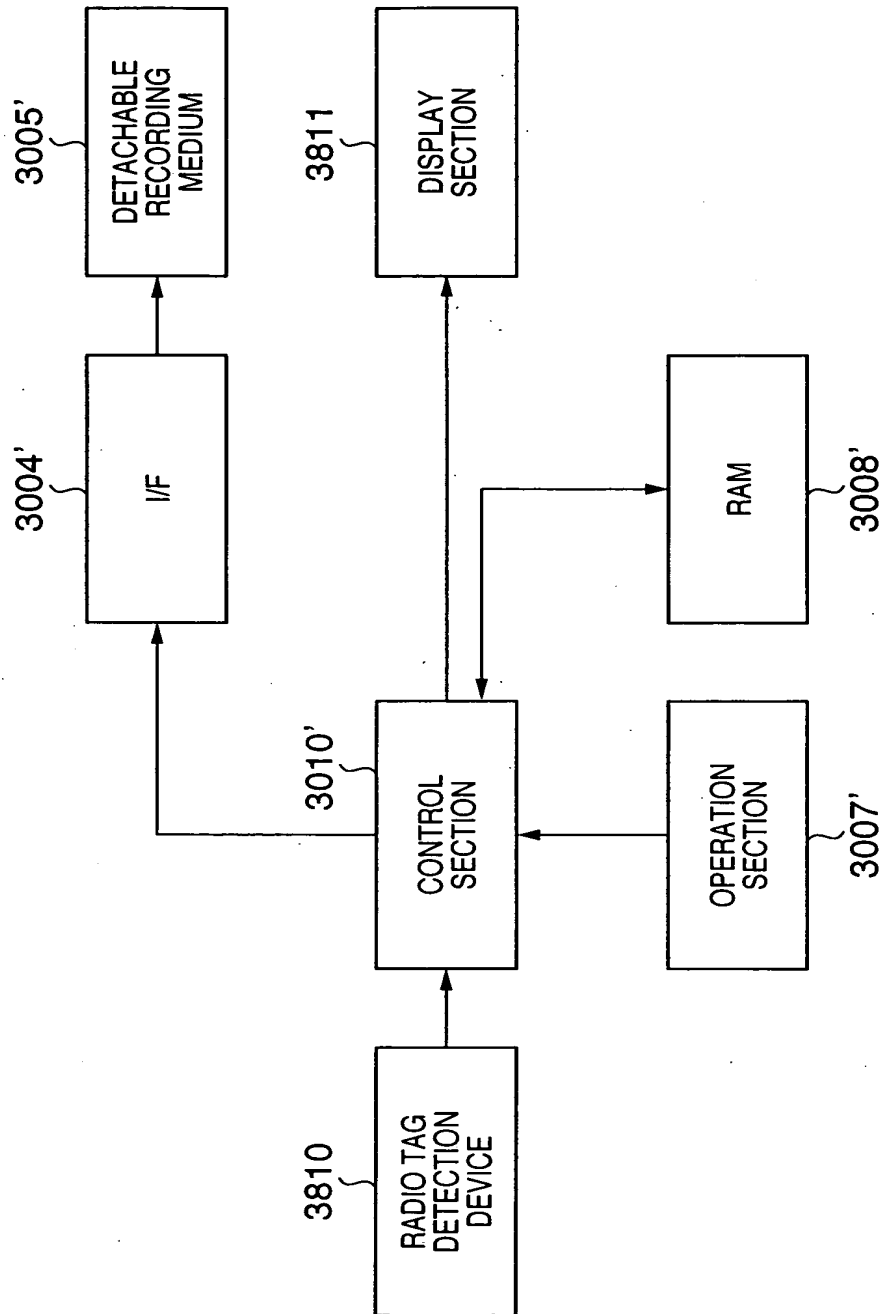 3005'
DETACHABLE
RECORDING
MEDIUM
3004'
I/F
3811
DISPLAY
SECTION
3010'
CONTROL
SECTION
3810
RADIO TAG
DETECTION
DEVICE
RAM
3008'
OPERATION
SECTION
3007'